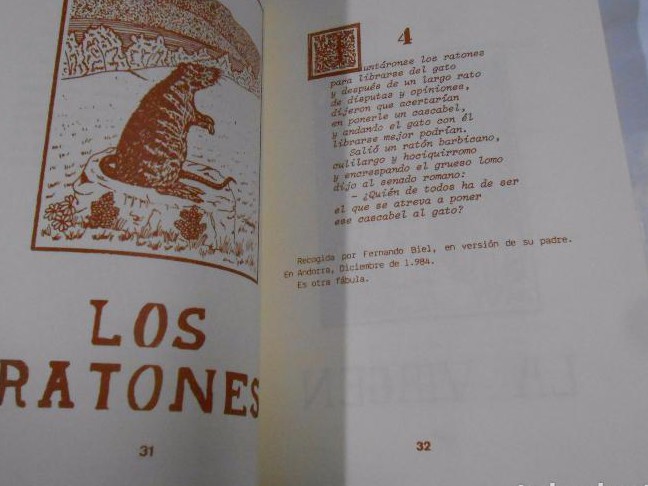 LOS
RATONES
31
4
Juntáronse los ratones
para librarse del gato
y después de un largo rato
de disputas y opiniones,
dijeron que acertarían
en ponerle un cascabel,
y andando el gato con él
librarse mejor podrían.
Salió un ratón barbicano,
culilargo y hociquirromo
y encrespando el grueso lomo
dijo al senado romano:
- ¿Quién de todos ha de ser
el que se atreva a poner
ese cascabel al gato?
Recogida por Fernando Biel, en versión de su padre.
En Andorra, Diciembre de 1.984.
Es otra fábula.
LA VIRGEN
32